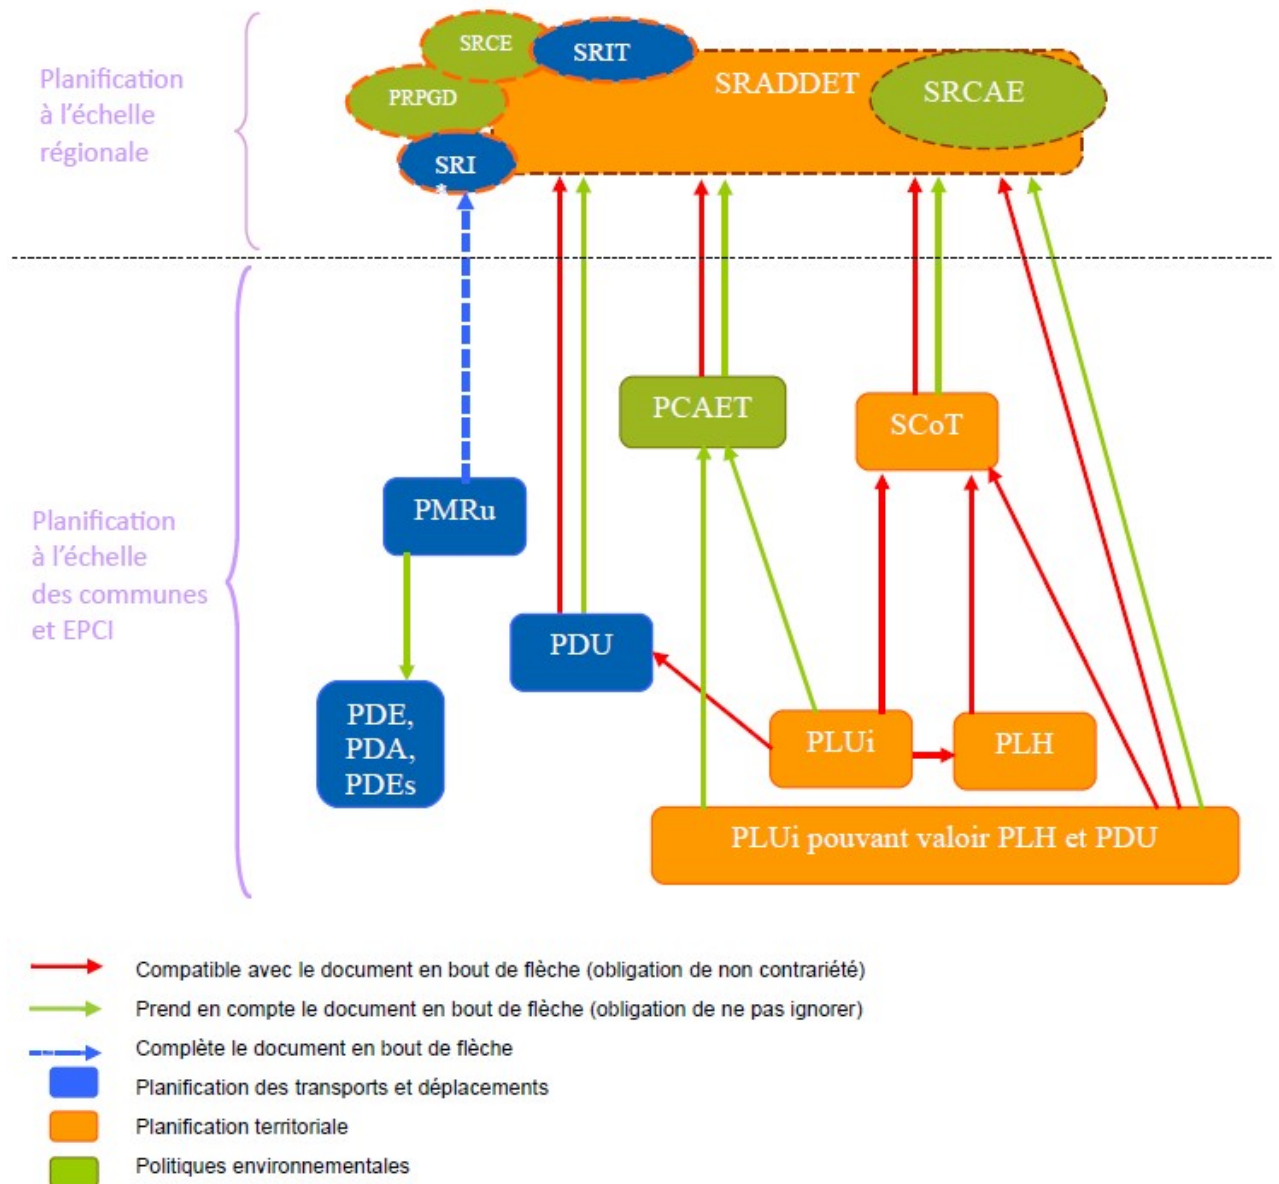 Planification
à l'échelle
régionale
SRCE
SRIT
PRPGD
SRADDET
SRCAE
SRI
*
Planification
à l'échelle
des communes
et EPCI
PCAET
SCoT
PMRu
PDU
PDE,
PDA,
PDEs
PLUi
PLH
PLUi pouvant valoir PLH et PDU
Compatible avec le document en bout de flèche (obligation de non contrariété)
Prend en compte le document en bout de flèche (obligation de ne pas ignorer)
Complète le document en bout de flèche
Planification des transports et déplacements
Planification territoriale
Politiques environnementales